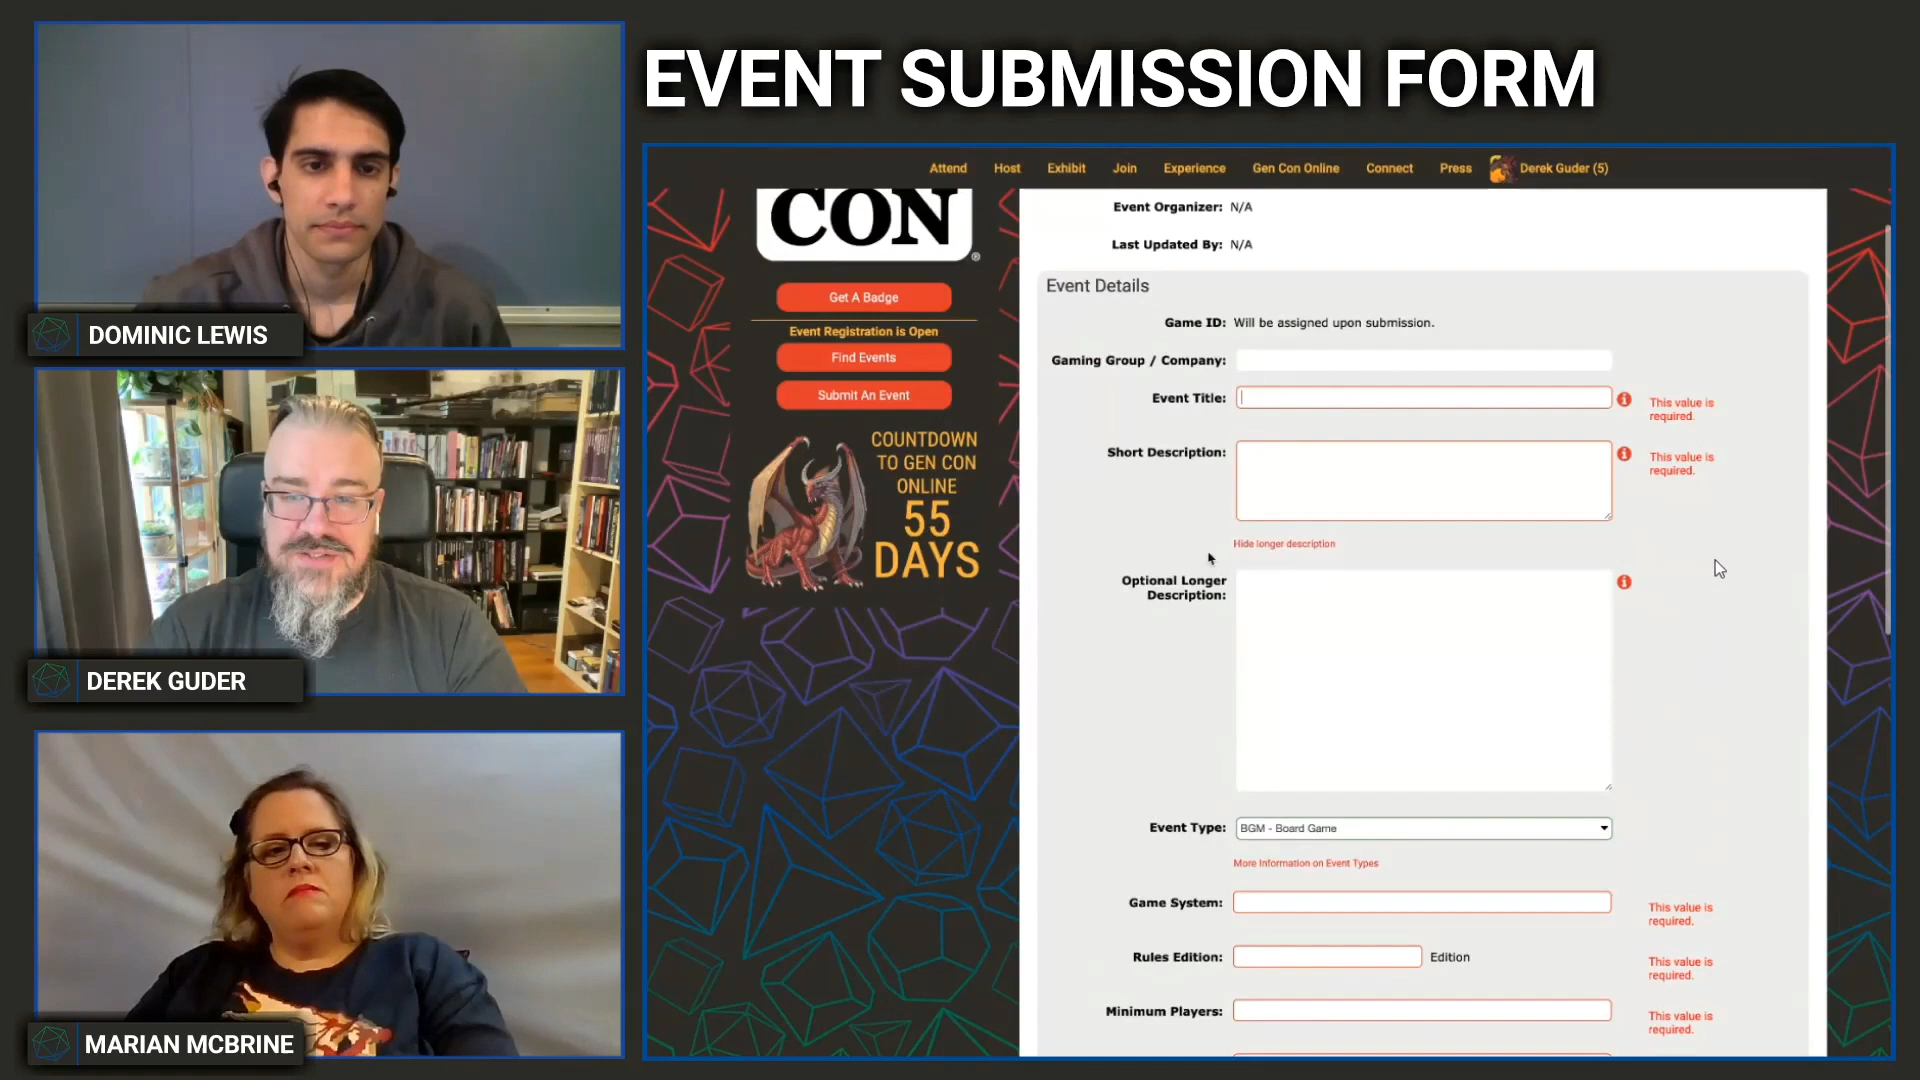 EVENT SUBMISSION FORM
DOMINIC LEWIS
DEREK GUDER
MARIAN MCBRINE
Attend Host Exhibit Join Experience Gen Con Online Connect Press Derek Guder (5)
CON
®
Get A Badge
Event Registration is Open
Find Events
Submit An Event
COUNTDOWN
TO GEN CON
ONLINE
55
DAYS
Event Organizer: N/A
Last Updated By: N/A
Event Details
Game ID: Will be assigned upon submission.
Gaming Group / Company:
Event Title:
This value is
required.
Short Description:
This value is
required.
Hide longer description
Optional Longer
Description:
Event Type: BGM - Board Game
More Information on Event Types
Game System:
This value is
required.
Rules Edition: Edition
This value is
required.
Minimum Players:
This value is
required.